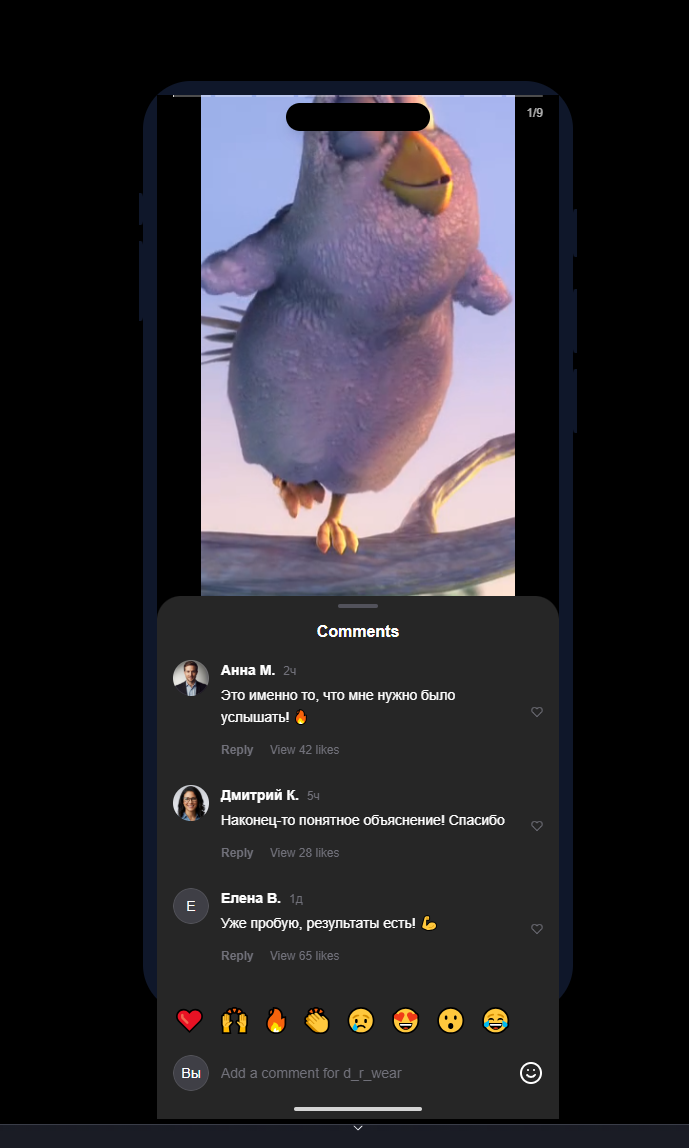 1/9
Comments
Анна М. 2ч
Это именно то, что мне нужно было
услышать! 🔥
Reply View 42 likes
Дмитрий К. 5ч
Наконец-то понятное объяснение! Спасибо
Reply View 28 likes
Е
Елена В. 1д
Уже пробую, результаты есть! 💪
Reply View 65 likes
❤️ 🙌 🔥 👏 😢 😍 😮 😂
Вы Add a comment for d_r_wear